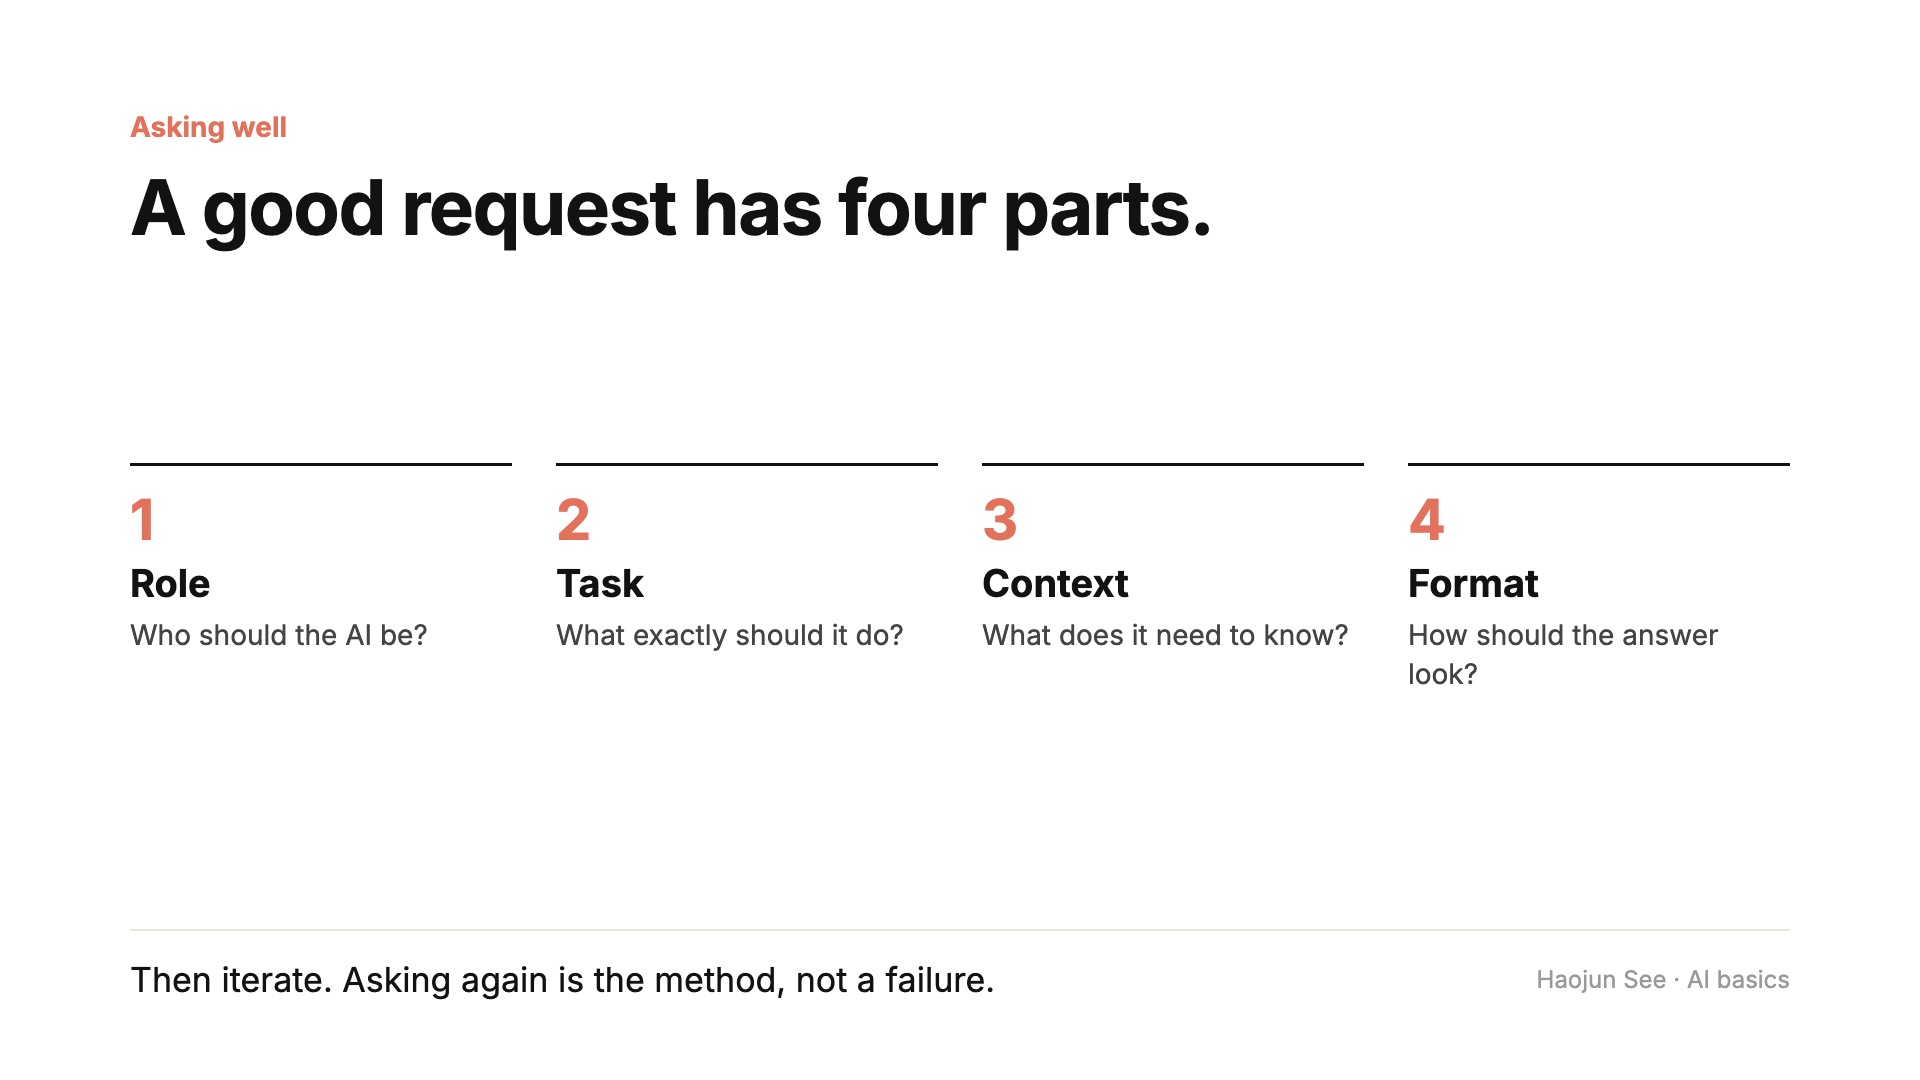 Asking well
A good request has four parts.
1
Role
Who should the AI be?
2
Task
What exactly should it do?
3
Context
What does it need to know?
4
Format
How should the answer
look?
Then iterate. Asking again is the method, not a failure.
Haojun See · AI basics